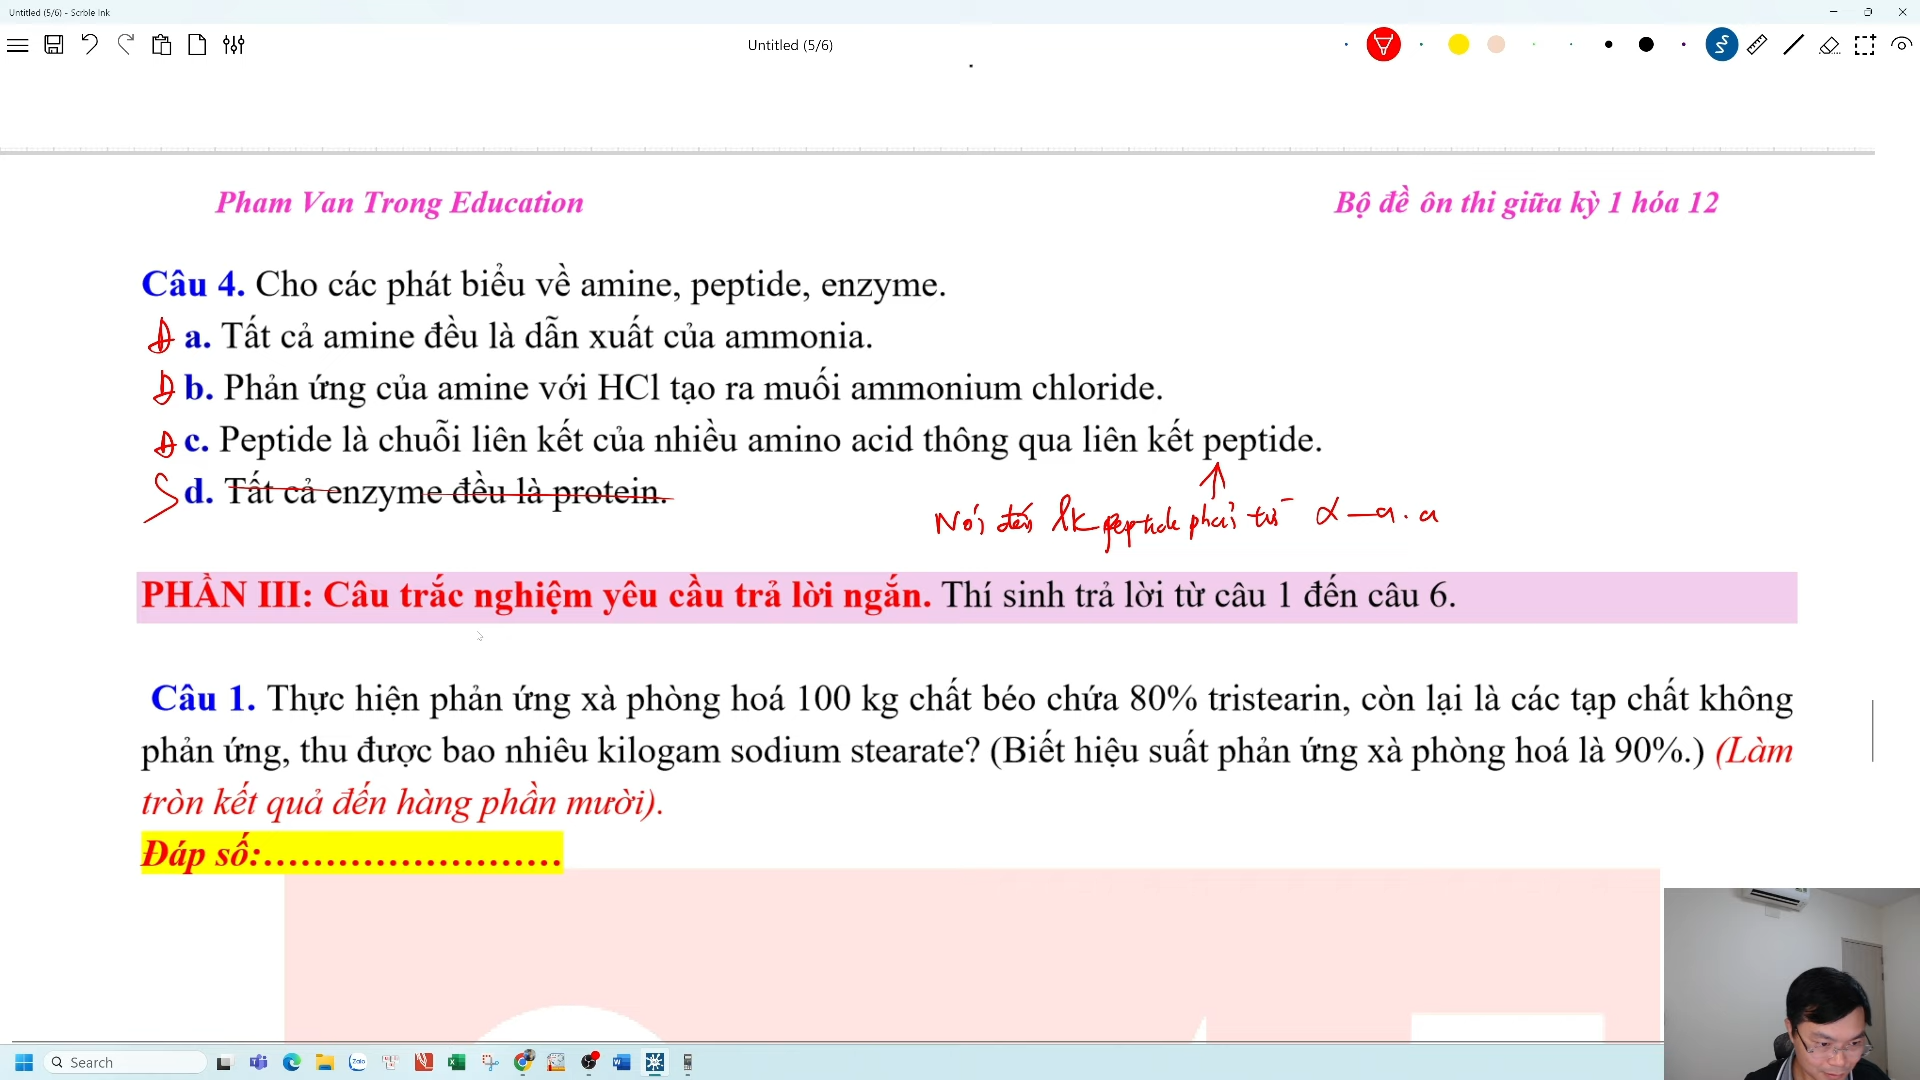 Untitled (5/6) - Scrble Ink
Untitled (5/6)
Pham Van Trong Education
Bộ đề ôn thi giữa kỳ 1 hóa 12
Câu 4. Cho các phát biểu về amine, peptide, enzyme.
Đ a. Tất cả amine đều là dẫn xuất của ammonia.
Đ b. Phản ứng của amine với HCl tạo ra muối ammonium chloride.
Đ c. Peptide là chuỗi liên kết của nhiều amino acid thông qua liên kết peptide.
S d. Tất cả enzyme đều là protein.
Nói đến lk peptide phải từ α-a.a
PHẦN III: Câu trắc nghiệm yêu cầu trả lời ngắn. Thí sinh trả lời từ câu 1 đến câu 6.
Câu 1. Thực hiện phản ứng xà phòng hoá 100 kg chất béo chứa 80% tristearin, còn lại là các tạp chất không
phản ứng, thu được bao nhiêu kilogam sodium stearate? (Biết hiệu suất phản ứng xà phòng hoá là 90%.) (Làm
tròn kết quả đến hàng phần mười).
Đáp số:........................
Search